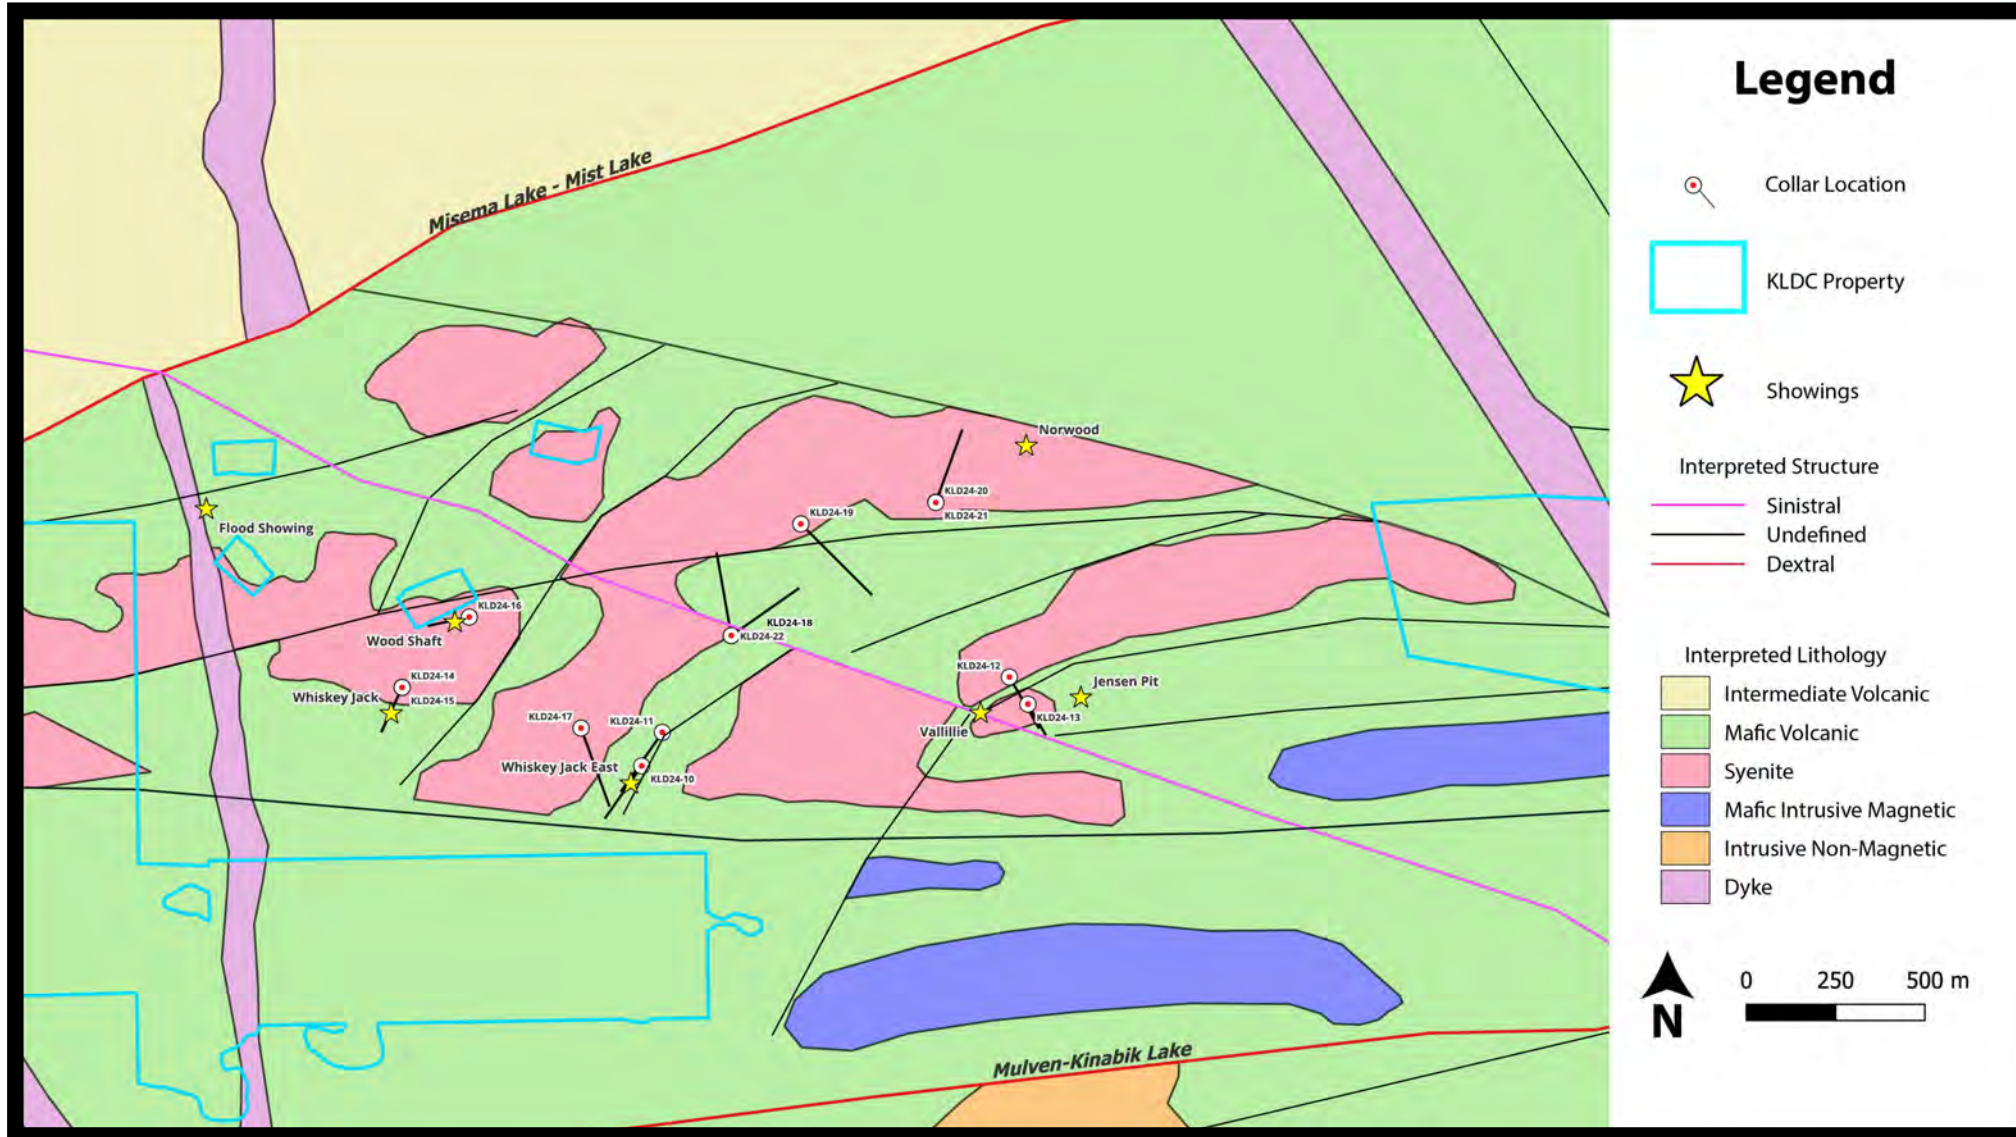 Misema Lake - Mist Lake
Norwood
KLD24-20
KLD24-21
KLD24-19
Flood Showing
KLD24-16
Wood Shaft
KLD24-18
KLD24-22
KLD24-12
KLD24-14
Whiskey Jack
KLD24-15
Jensen Pit
KLD24-17
KLD24-11
KLD24-13
Vallillie
Whiskey Jack East
KLD24-10
Mulven-Kinabik Lake
Legend
Collar Location
KLDC Property
Showings
Interpreted Structure
Sinistral
Undefined
Dextral
Interpreted Lithology
Intermediate Volcanic
Mafic Volcanic
Syenite
Mafic Intrusive Magnetic
Intrusive Non-Magnetic
Dyke
N
0 250 500 m